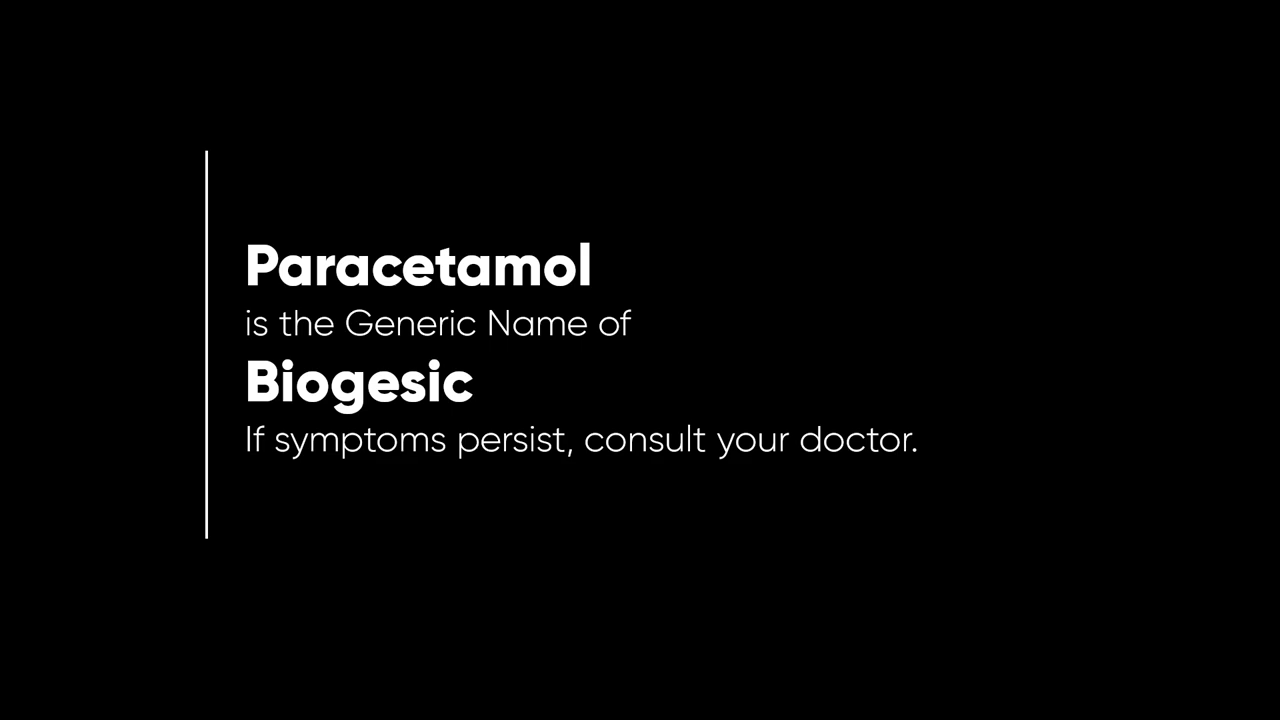 Paracetamol
is the Generic Name of
Biogesic
If symptoms persist, consult your doctor.